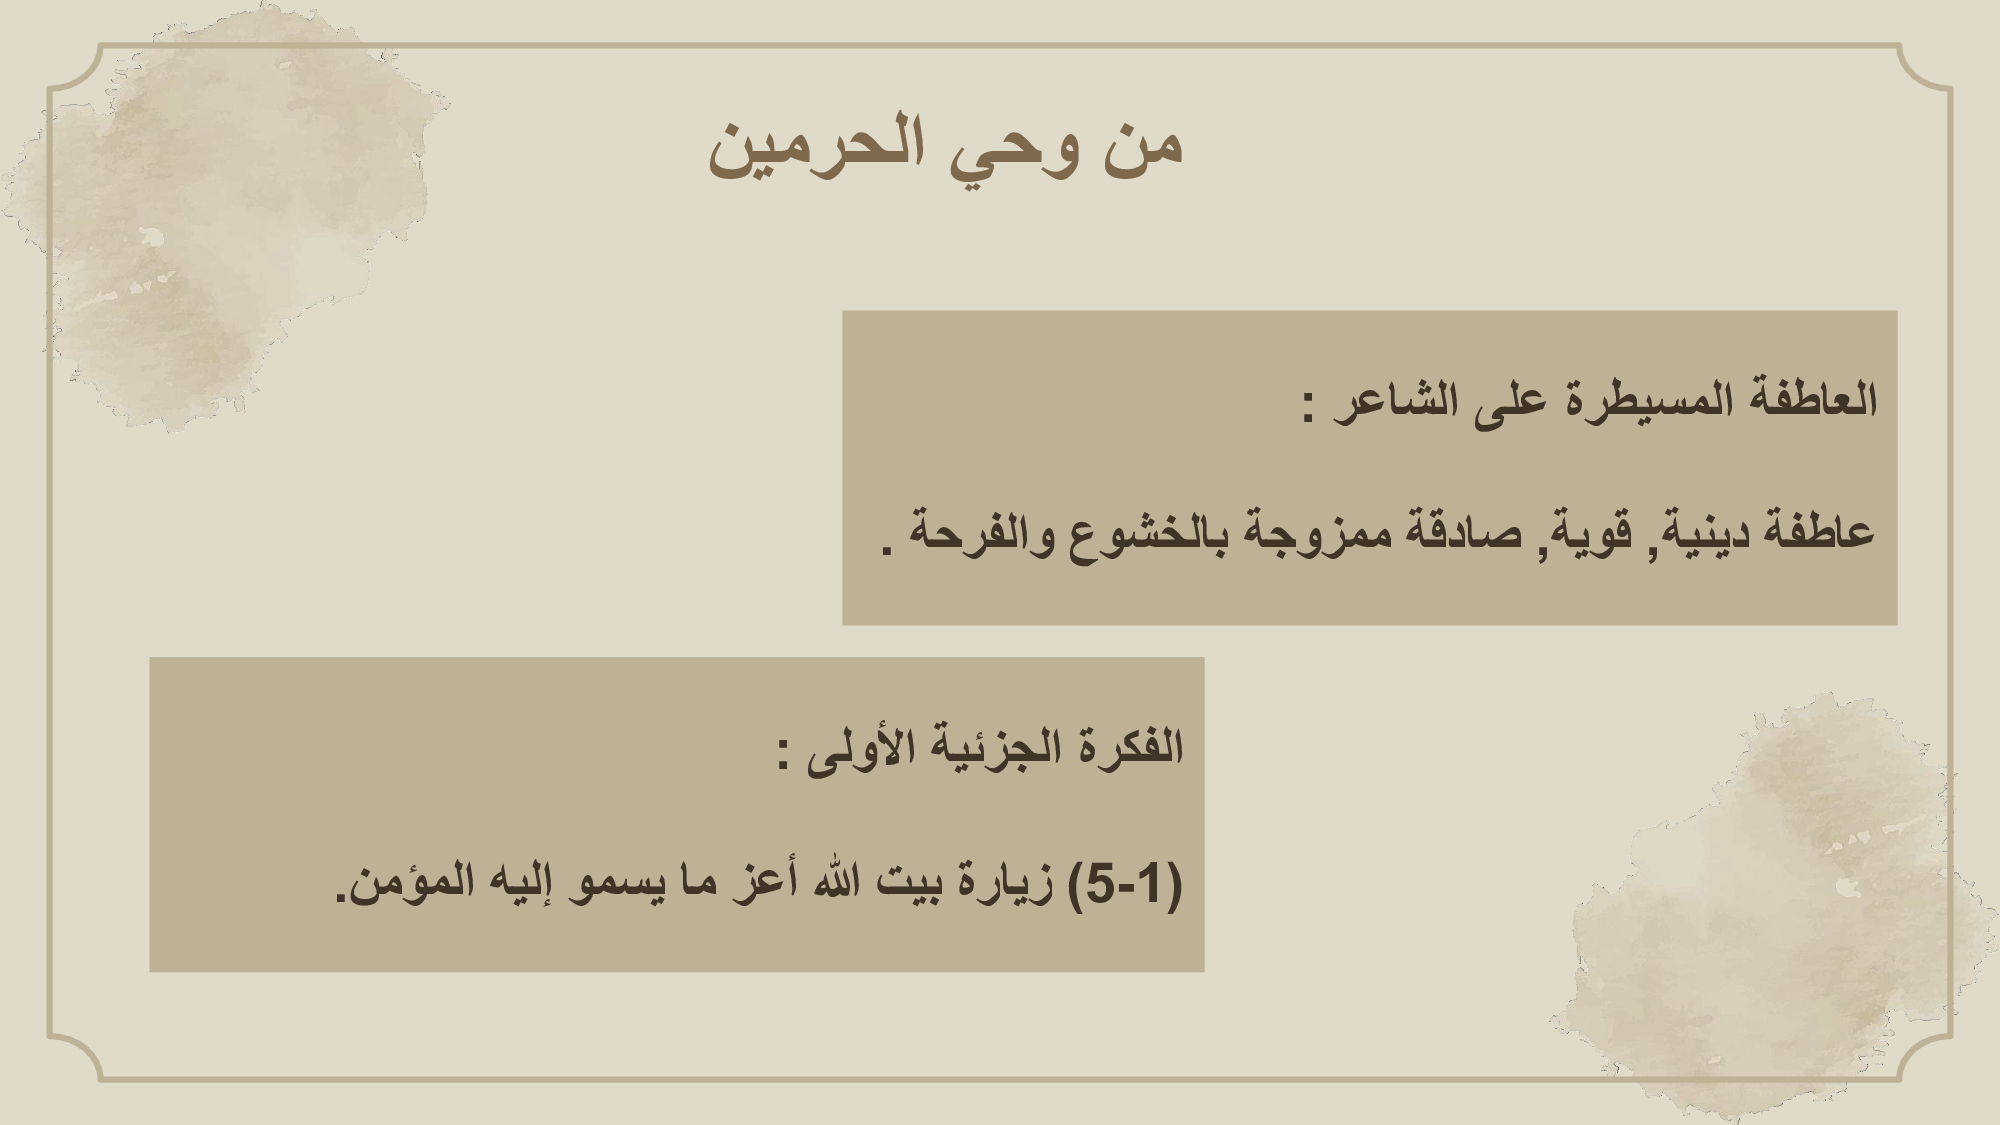 من وحي الحرمين
العاطفة المسيطرة على الشاعر :
عاطفة دينية, قوية, صادقة ممزوجة بالخشوع والفرحة .
الفكرة الجزئية الأولى :
(1-5) زيارة بيت الله أعز ما يسمو إليه المؤمن.